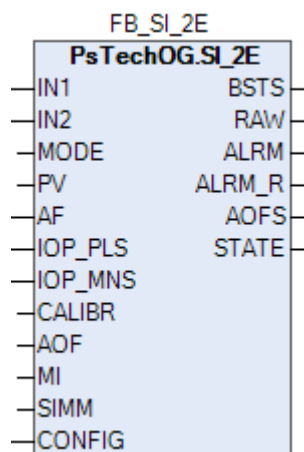 FB_SI_2E
PsTechOG.SI_2E
IN1 BSTS
IN2 RAW
MODE ALRM
PV ALRM_R
AF AOFS
IOP_PLS STATE
IOP_MNS
CALIBR
AOF
MI
SIMM
CONFIG